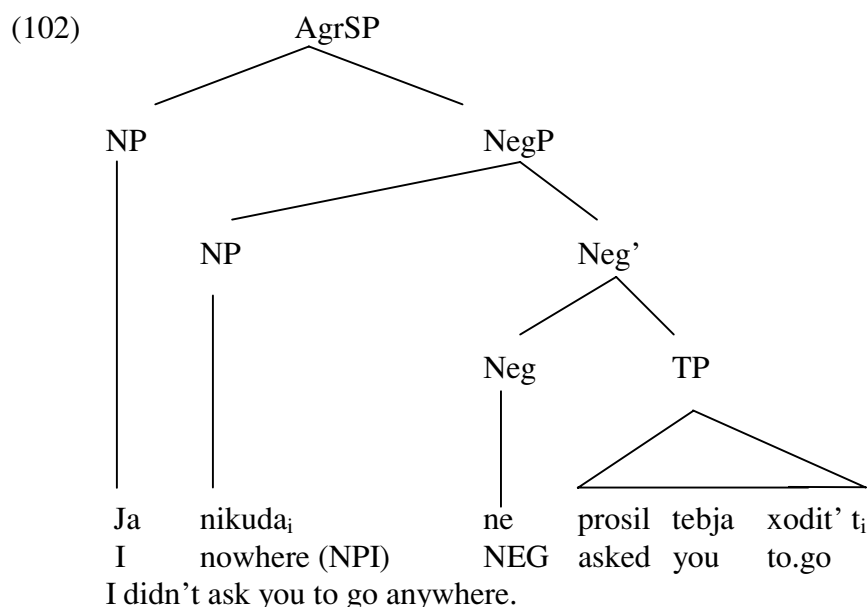 (102) AgrSP
NP NegP
NP Neg’
Neg TP
Ja nikudaᵢ ne prosil tebja xodit’ tᵢ
I nowhere (NPI) NEG asked you to.go
I didn’t ask you to go anywhere.